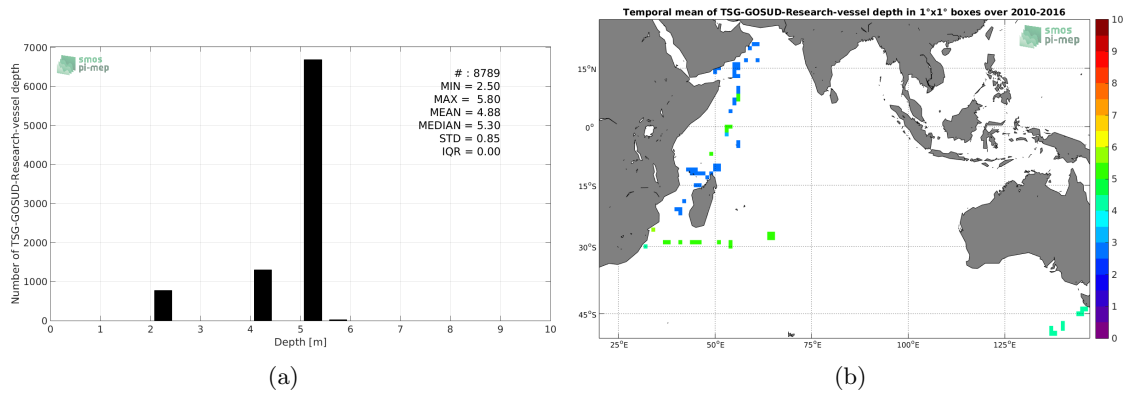 smos
pi-mep
Number of TSG-GOSUD-Research-vessel depth
7000
6000
5000
4000
3000
2000
1000
0
# : 8789
MIN = 2.50
MAX = 5.80
MEAN = 4.88
MEDIAN = 5.30
STD = 0.85
IQR = 0.00
0 1 2 3 4 5 6 7 8 9 10
Depth [m]
(a)
Temporal mean of TSG-GOSUD-Research-vessel depth in 1°x1° boxes over 2010-2016
smos
pi-mep
15°N
0°
15°S
30°S
45°S
25°E 50°E 75°E 100°E 125°E
10
9
8
7
6
5
4
3
2
1
0
(b)